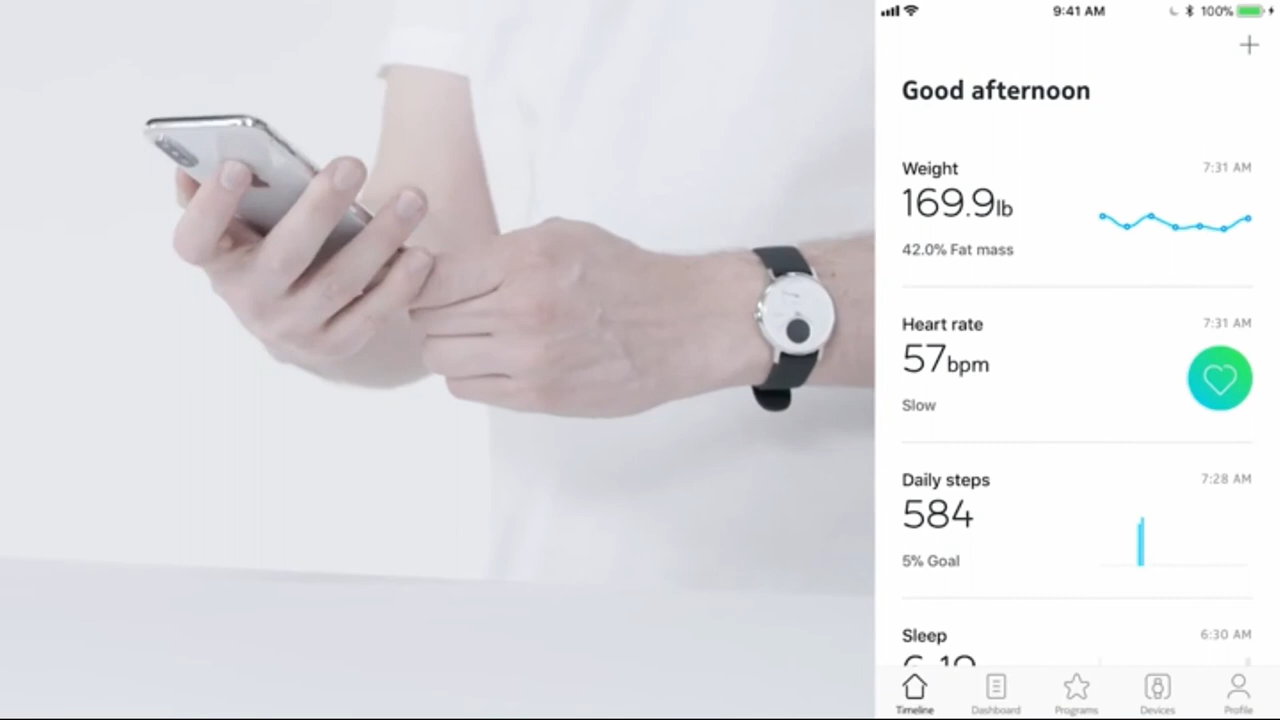 9:41 AM 100%
Good afternoon
Weight 7:31 AM
169.9lb
42.0% Fat mass
Heart rate 7:31 AM
57bpm
Slow
Daily steps 7:28 AM
584
5% Goal
Sleep 6:30 AM
Timeline Dashboard Programs Devices Profile